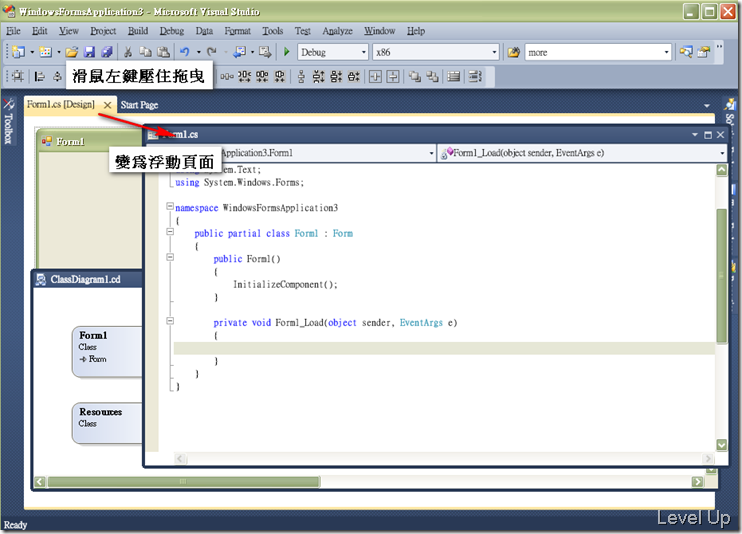 WindowsFormsApplication3 - Microsoft Visual Studio
File Edit View Project Build Debug Data Format Tools Test Analyze Window Help
Debug x86 more
滑鼠左鍵壓住拖曳
Form1.cs [Design] Start Page
Toolbox
Form1.cs
Form1
Application3.Form1 Form1_Load(object sender, EventArgs e)
變為浮動頁面
.Text;
using System.Windows.Forms;
namespace WindowsFormsApplication3
{
public partial class Form1 : Form
{
public Form1()
{
InitializeComponent();
}
private void Form1_Load(object sender, EventArgs e)
{
}
}
}
ClassDiagram1.cd
Form1
Class
Form
Resources
Class
Ready
Level Up